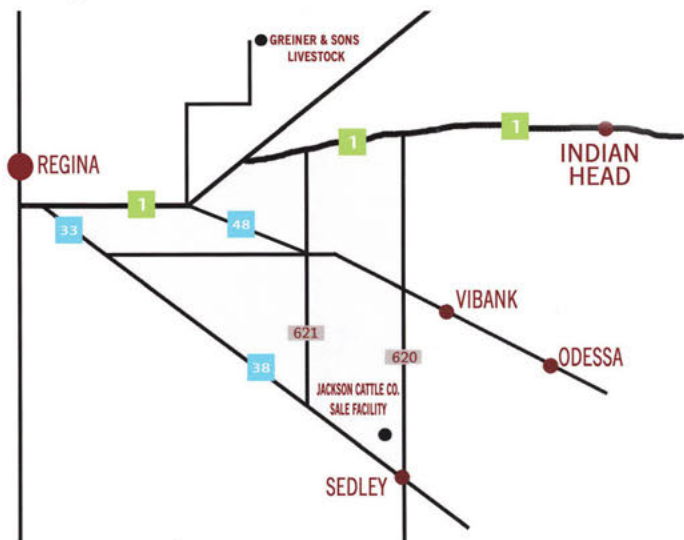 GREINER & SONS
LIVESTOCK
1
1
INDIAN
HEAD
REGINA
1
33
48
VIBANK
621
620
ODESSA
38
JACKSON CATTLE CO.
SALE FACILITY
SEDLEY